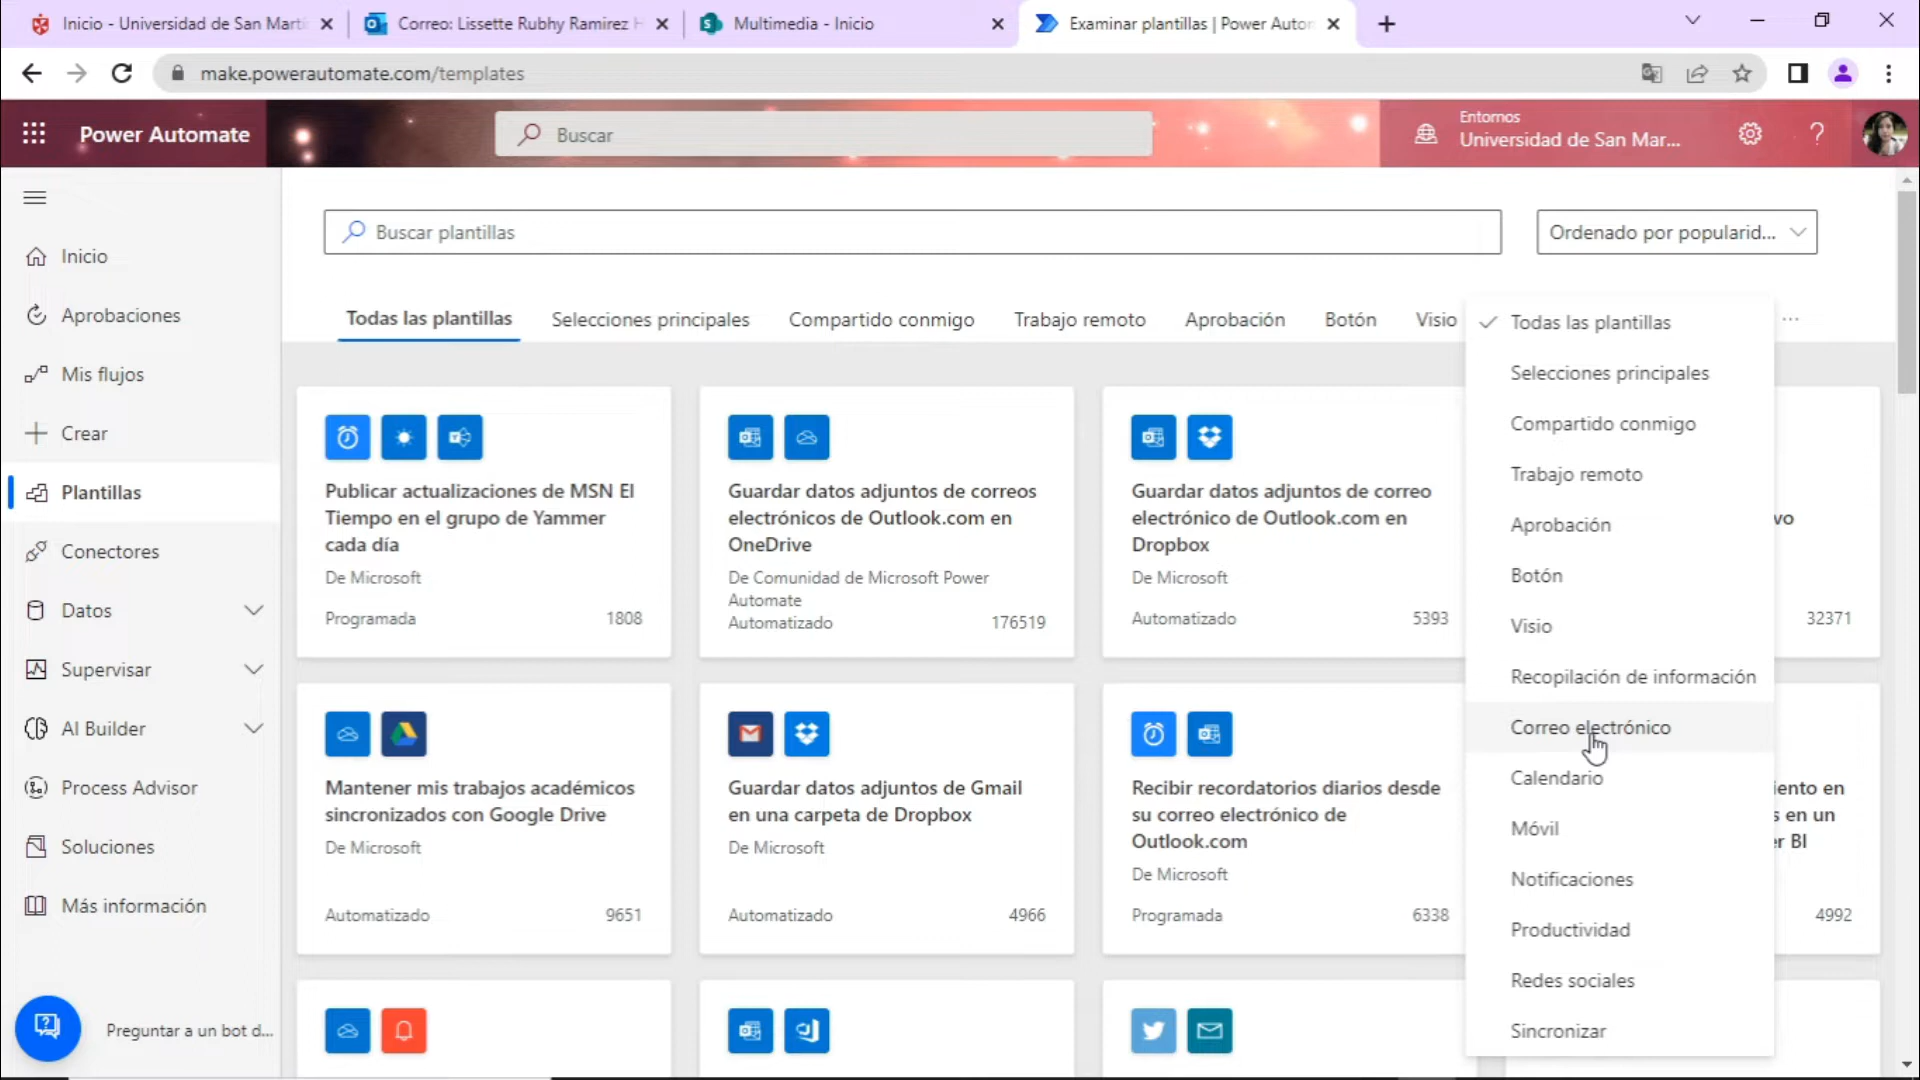 Inicio - Universidad de San Martí
Correo: Lissette Rubhy Ramirez H
Multimedia - Inicio
Examinar plantillas | Power Autom
make.powerautomate.com/templates
Power Automate
Buscar
Entornos
Universidad de San Mar...
Buscar plantillas
Ordenado por popularid...
Inicio
Aprobaciones
Mis flujos
Crear
Plantillas
Conectores
Datos
Supervisar
AI Builder
Process Advisor
Soluciones
Más información
Preguntar a un bot d...
Todas las plantillas
Selecciones principales
Compartido conmigo
Trabajo remoto
Aprobación
Botón
Visio
...
Publicar actualizaciones de MSN El
Tiempo en el grupo de Yammer
cada día
De Microsoft
Programada 1808
Guardar datos adjuntos de correos
electrónicos de Outlook.com en
OneDrive
De Comunidad de Microsoft Power
Automate
Automatizado 176519
Guardar datos adjuntos de correo
electrónico de Outlook.com en
Dropbox
De Microsoft
Automatizado 5393
vo
32371
Mantener mis trabajos académicos
sincronizados con Google Drive
De Microsoft
Automatizado 9651
Guardar datos adjuntos de Gmail
en una carpeta de Dropbox
De Microsoft
Automatizado 4966
Recibir recordatorios diarios desde
su correo electrónico de
Outlook.com
De Microsoft
Programada 6338
iento en
s en un
er BI
4992
Todas las plantillas
Selecciones principales
Compartido conmigo
Trabajo remoto
Aprobación
Botón
Visio
Recopilación de información
Correo electrónico
Calendario
Móvil
Notificaciones
Productividad
Redes sociales
Sincronizar